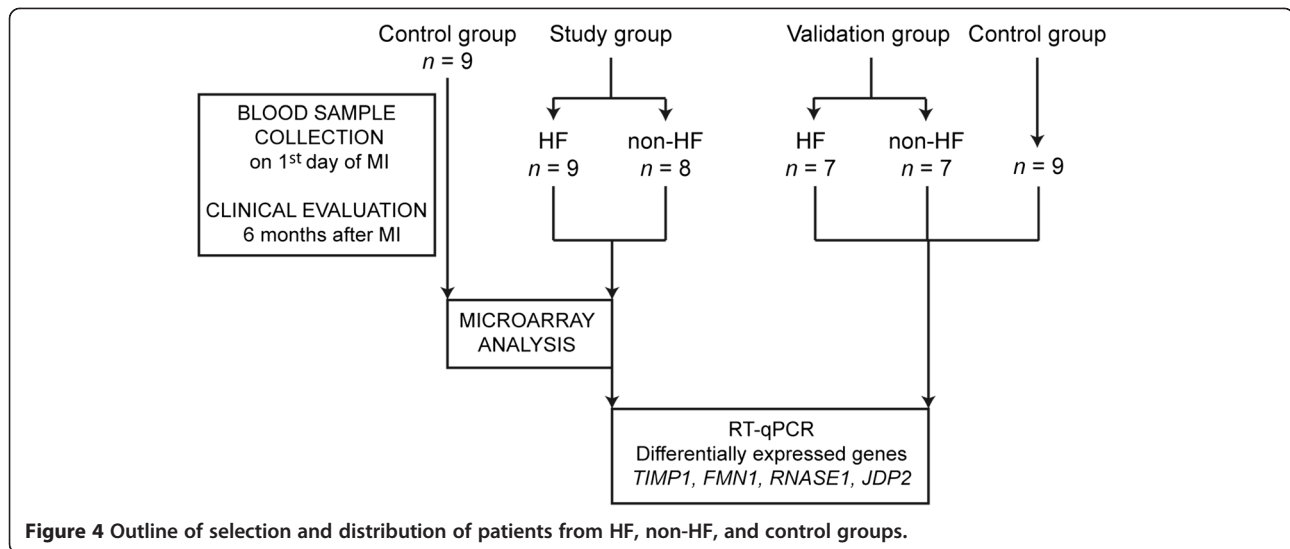 Control group
n = 9
Study group
Validation group
Control group
BLOOD SAMPLE
COLLECTION
on 1st day of MI
CLINICAL EVALUATION
6 months after MI
HF
n = 9
non-HF
n = 8
HF
n = 7
non-HF
n = 7
n = 9
MICROARRAY
ANALYSIS
RT-qPCR
Differentially expressed genes
TIMP1, FMN1, RNASE1, JDP2
Figure 4 Outline of selection and distribution of patients from HF, non-HF, and control groups.